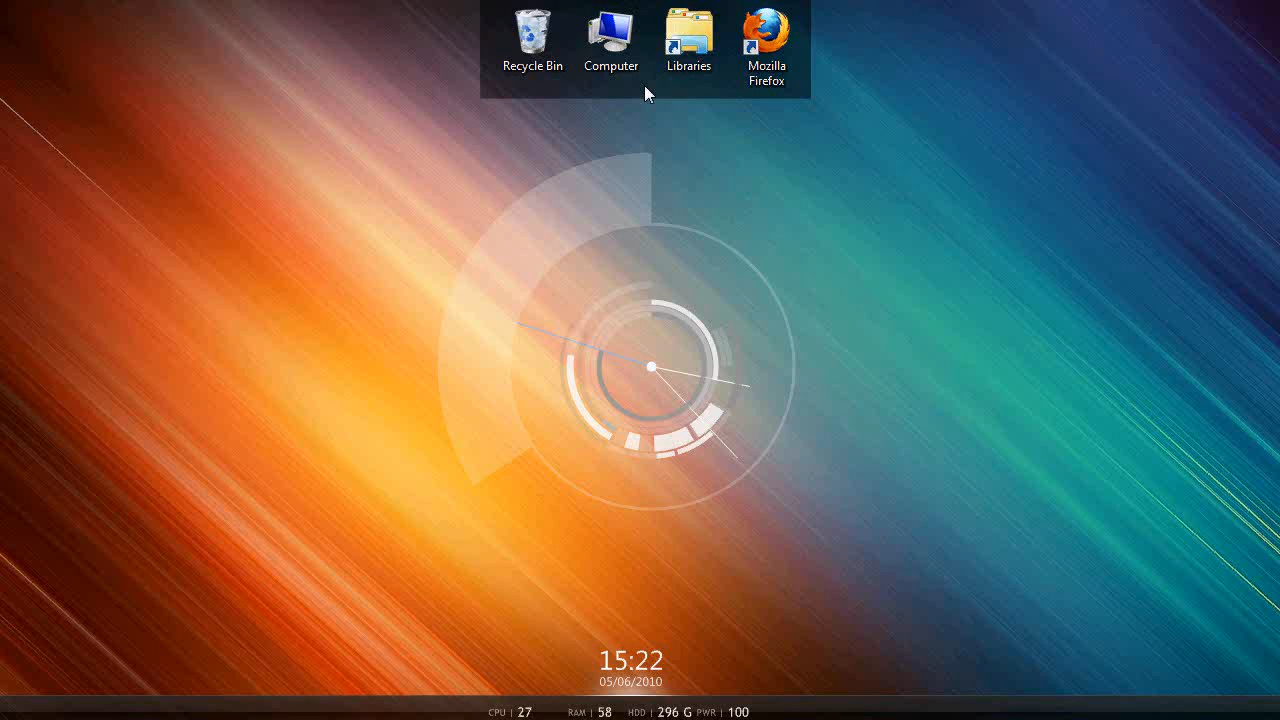 Recycle Bin
Computer
Libraries
Mozilla
Firefox
15:22
05/06/2010
CPU | 27 RAM | 58 HDD | 296 G PWR | 100